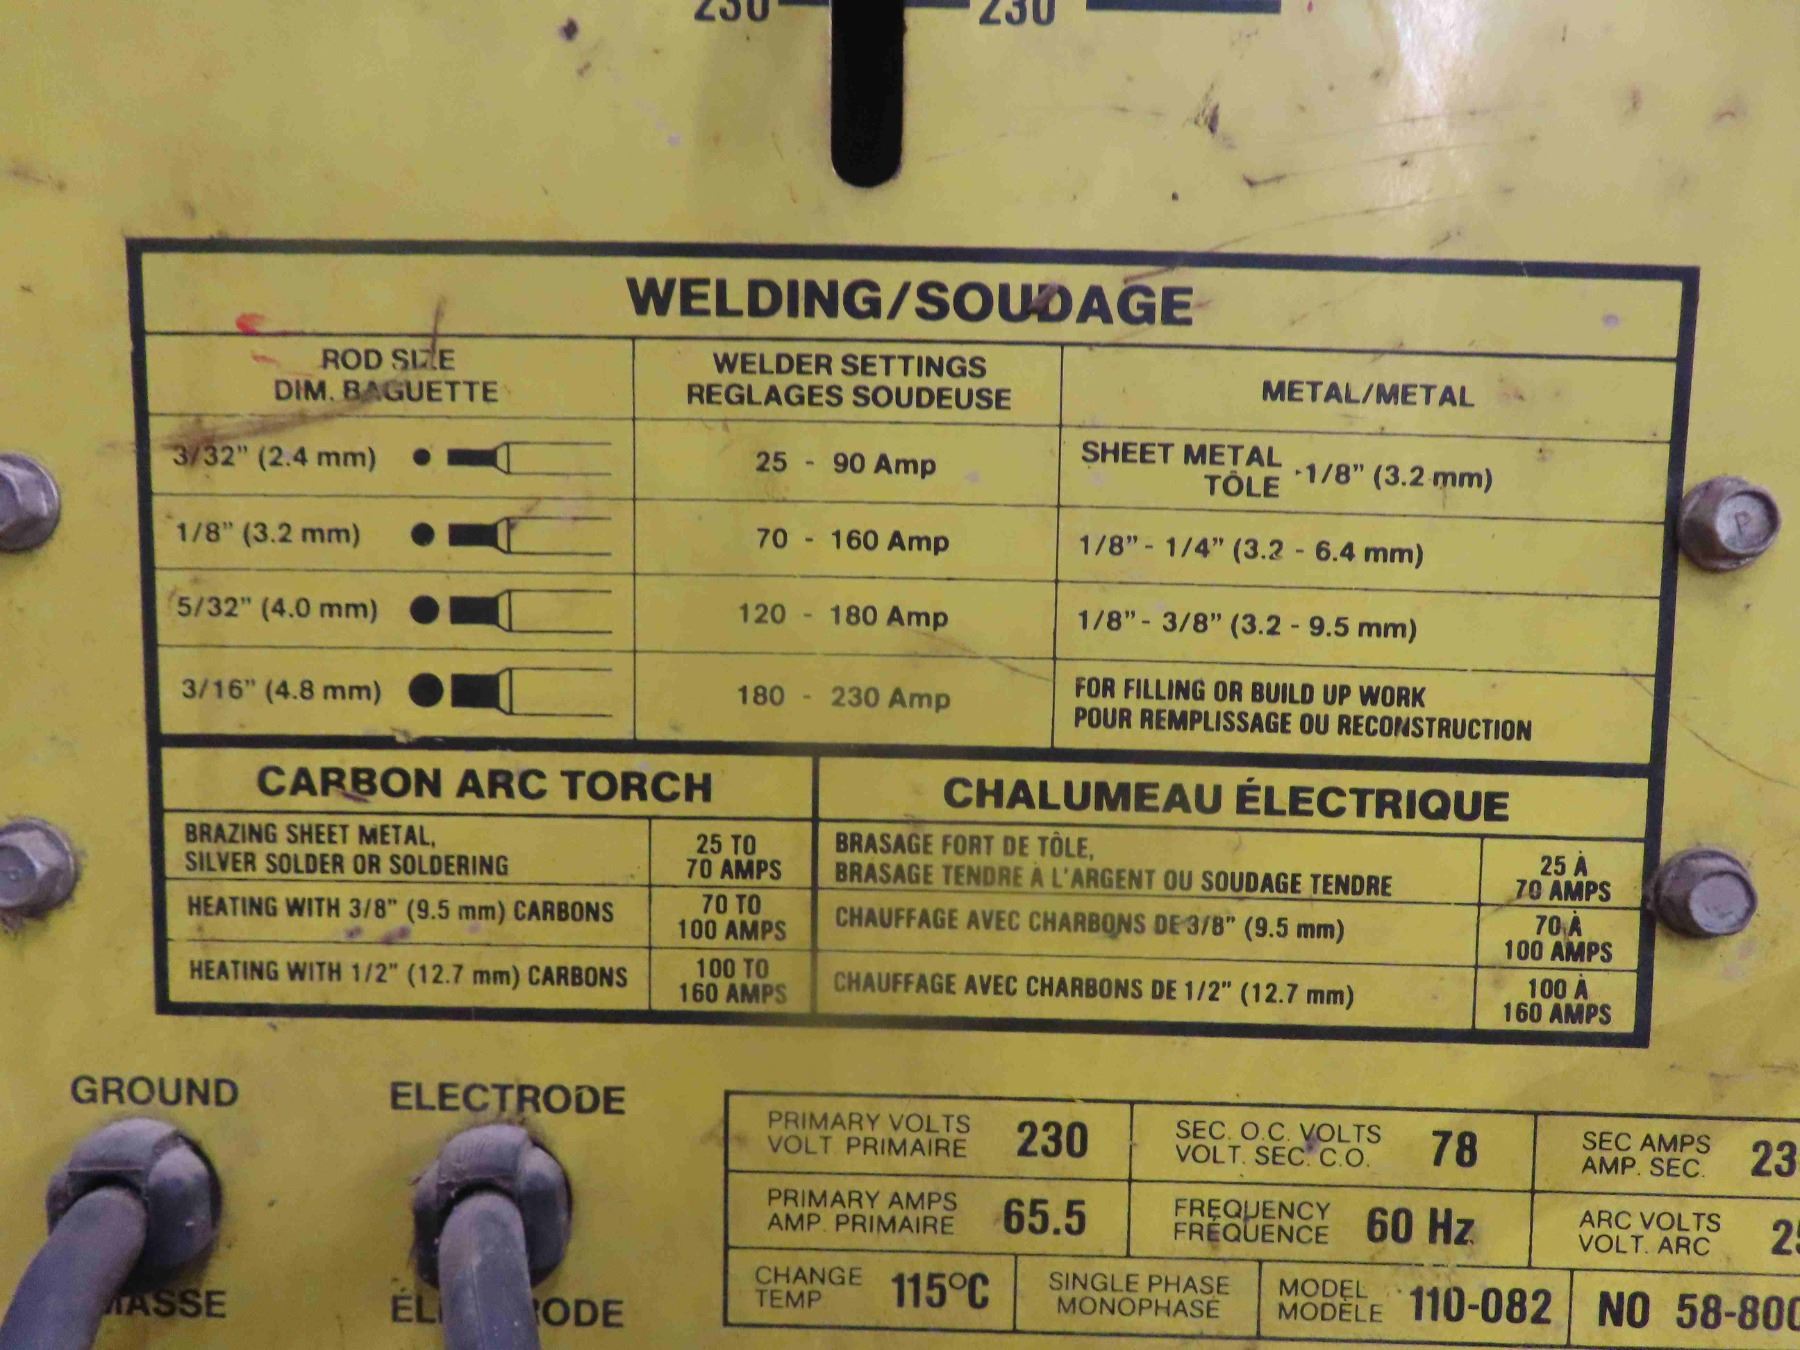 230 230
WELDING/SOUDAGE
ROD SIZE
DIM. BAGUETTE
WELDER SETTINGS
REGLAGES SOUDEUSE
METAL/METAL
3/32" (2.4 mm)
25 - 90 Amp
SHEET METAL
TÔLE
-1/8" (3.2 mm)
1/8" (3.2 mm)
70 - 160 Amp
1/8" - 1/4" (3.2 - 6.4 mm)
5/32" (4.0 mm)
120 - 180 Amp
1/8" - 3/8" (3.2 - 9.5 mm)
3/16" (4.8 mm)
180 - 230 Amp
FOR FILLING OR BUILD UP WORK
POUR REMPLISSAGE OU RECONSTRUCTION
CARBON ARC TORCH
BRAZING SHEET METAL,
SILVER SOLDER OR SOLDERING
25 TO
70 AMPS
HEATING WITH 3/8" (9.5 mm) CARBONS
70 TO
100 AMPS
HEATING WITH 1/2" (12.7 mm) CARBONS
100 TO
160 AMPS
CHALUMEAU ÉLECTRIQUE
BRASAGE FORT DE TÔLE,
BRASAGE TENDRE À L'ARGENT OU SOUDAGE TENDRE
25 À
70 AMPS
CHAUFFAGE AVEC CHARBONS DE 3/8" (9.5 mm)
70 À
100 AMPS
CHAUFFAGE AVEC CHARBONS DE 1/2" (12.7 mm)
100 À
160 AMPS
GROUND
MASSE
ELECTRODE
PRIMARY VOLTS
VOLT PRIMAIRE
230
SEC. O.C. VOLTS
VOLT. SEC. C.O.
78
SEC AMPS
AMP. SEC.
23
PRIMARY AMPS
AMP. PRIMAIRE
65.5
FREQUENCY
FRÉQUENCE
60 Hz
ARC VOLTS
VOLT. ARC
CHANGE
TEMP
115°C
SINGLE PHASE
MONOPHASE
MODEL
MODÈLE
110-082
NO 58-800